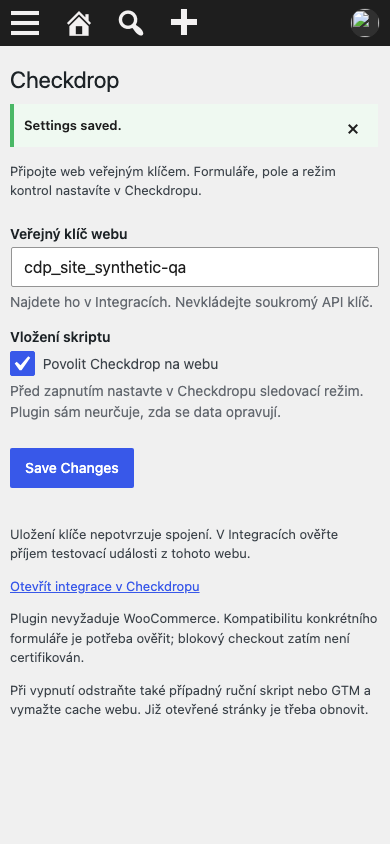 Checkdrop
Settings saved.
Připojte web veřejným klíčem. Formuláře, pole a režim
kontrol nastavíte v Checkdropu.
Veřejný klíč webu
cdp_site_synthetic-qa
Najdete ho v Integracích. Nevkládejte soukromý API klíč.
Vložení skriptu
Povolit Checkdrop na webu
Před zapnutím nastavte v Checkdropu sledovací režim.
Plugin sám neurčuje, zda se data opravují.
Save Changes
Uložení klíče nepotvrzuje spojení. V Integracích ověřte
příjem testovací události z tohoto webu.
Otevřít integrace v Checkdropu
Plugin nevyžaduje WooCommerce. Kompatibilitu konkrétního
formuláře je potřeba ověřit; blokový checkout zatím není
certifikován.
Při vypnutí odstraňte také případný ruční skript nebo GTM a
vymažte cache webu. Již otevřené stránky je třeba obnovit.